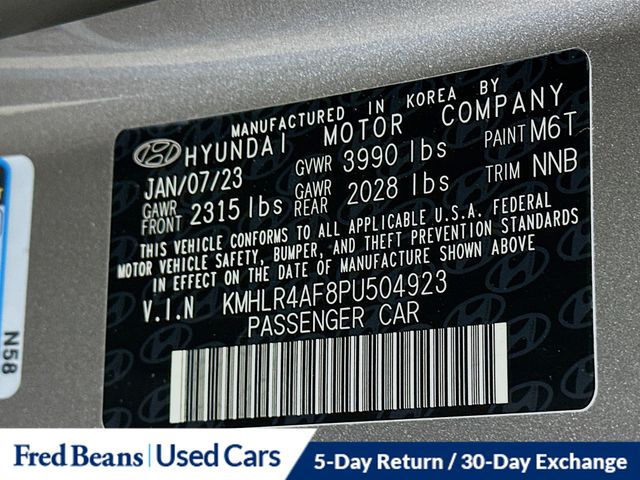 MANUFACTURED IN KOREA BY
HYUNDAI MOTOR COMPANY
JAN/07/23 GVWR 3990 lbs PAINT M6T
GAWR FRONT 2315 lbs GAWR REAR 2028 lbs TRIM NNB
THIS VEHICLE CONFORMS TO ALL APPLICABLE U.S.A. FEDERAL
MOTOR VEHICLE SAFETY, BUMPER, AND THEFT PREVENTION STANDARDS
IN EFFECT ON THE DATE OF MANUFACTURE SHOWN ABOVE
V.I.N KMHLR4AF8PU504923
PASSENGER CAR
N58
Fred Beans | Used Cars 5-Day Return / 30-Day Exchange